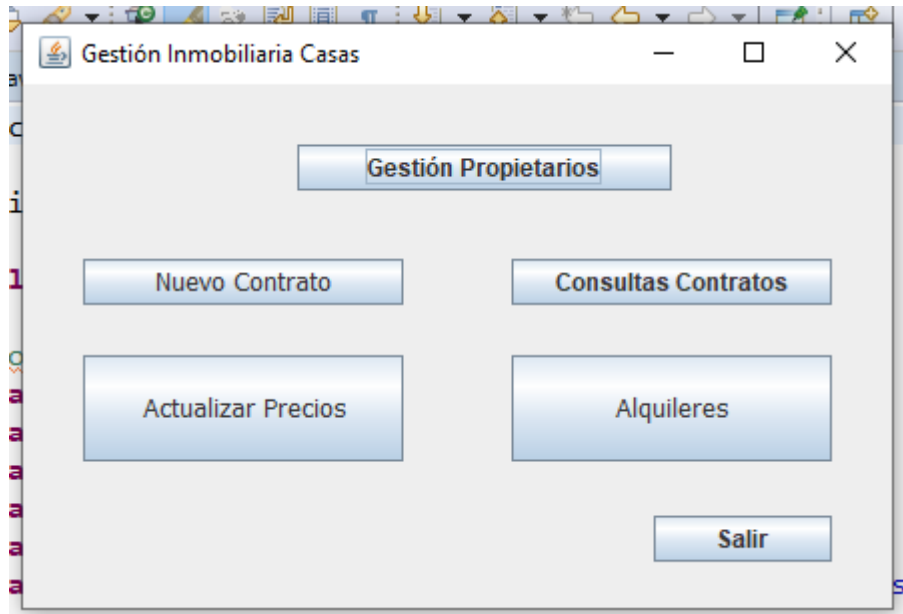 Gestión Inmobiliaria Casas
Gestión Propietarios
Nuevo Contrato
Consultas Contratos
Actualizar Precios
Alquileres
Salir